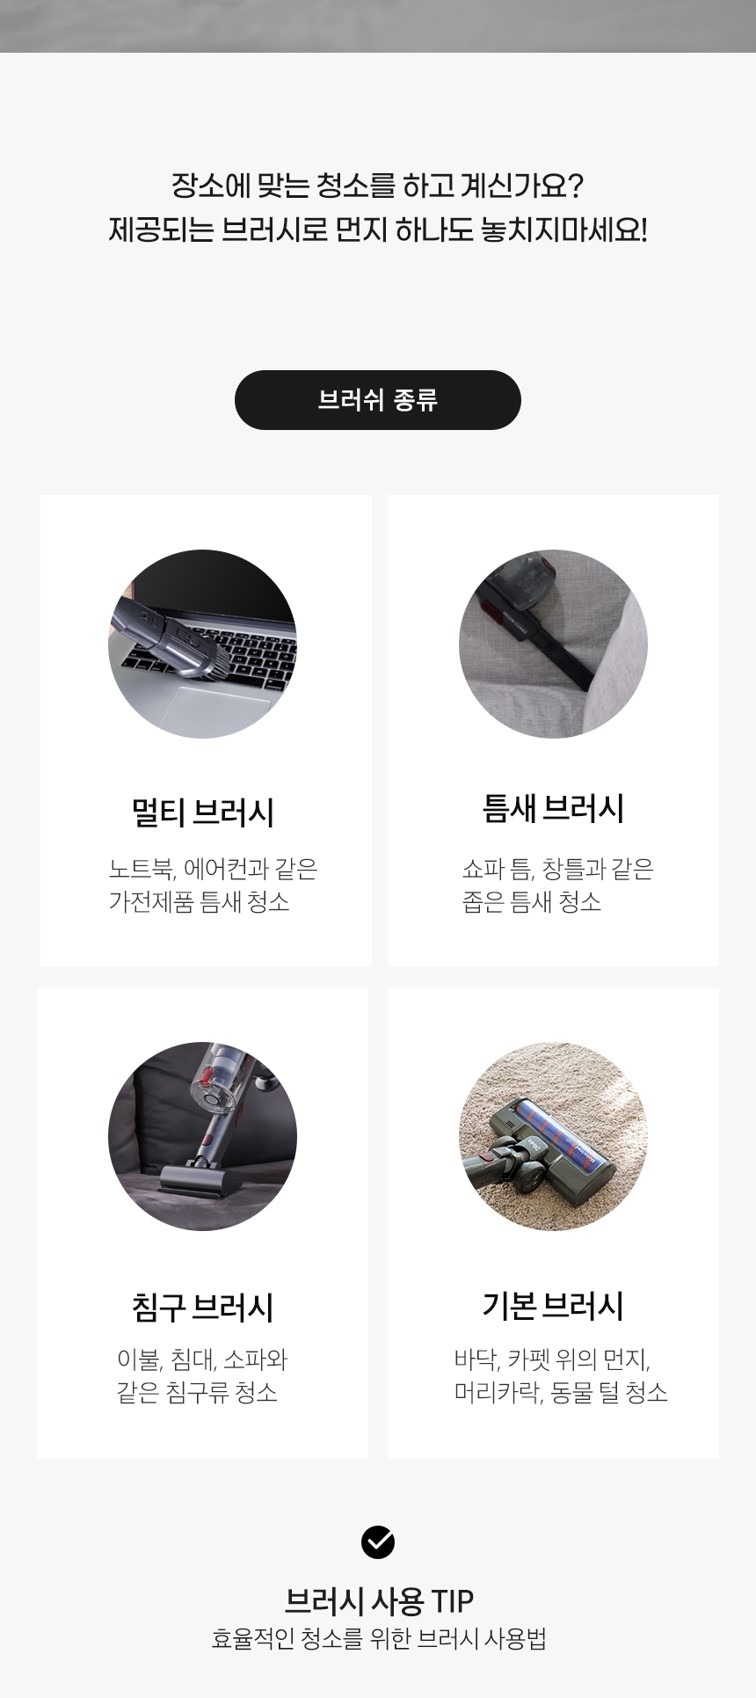 장소에 맞는 청소를 하고 계신가요?
제공되는 브러시로 먼지 하나도 놓치지마세요!
브러쉬 종류
멀티 브러시
노트북, 에어컨과 같은
가전제품 틈새 청소
틈새 브러시
쇼파 틈, 창틀과 같은
좁은 틈새 청소
침구 브러시
이불, 침대, 소파와
같은 침구류 청소
기본 브러시
바닥, 카펫 위의 먼지,
머리카락, 동물 털 청소
브러시 사용 TIP
효율적인 청소를 위한 브러시 사용법